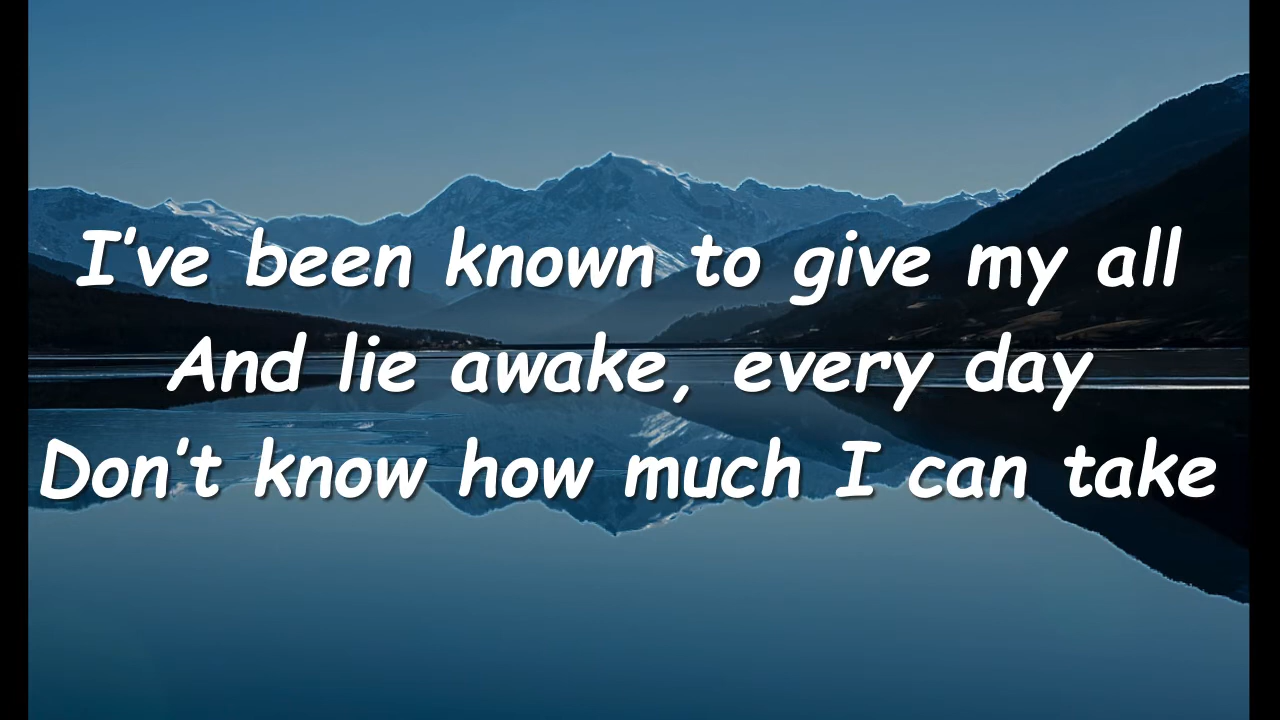 I've been known to give my all
And lie awake, every day
Don't know how much I can take